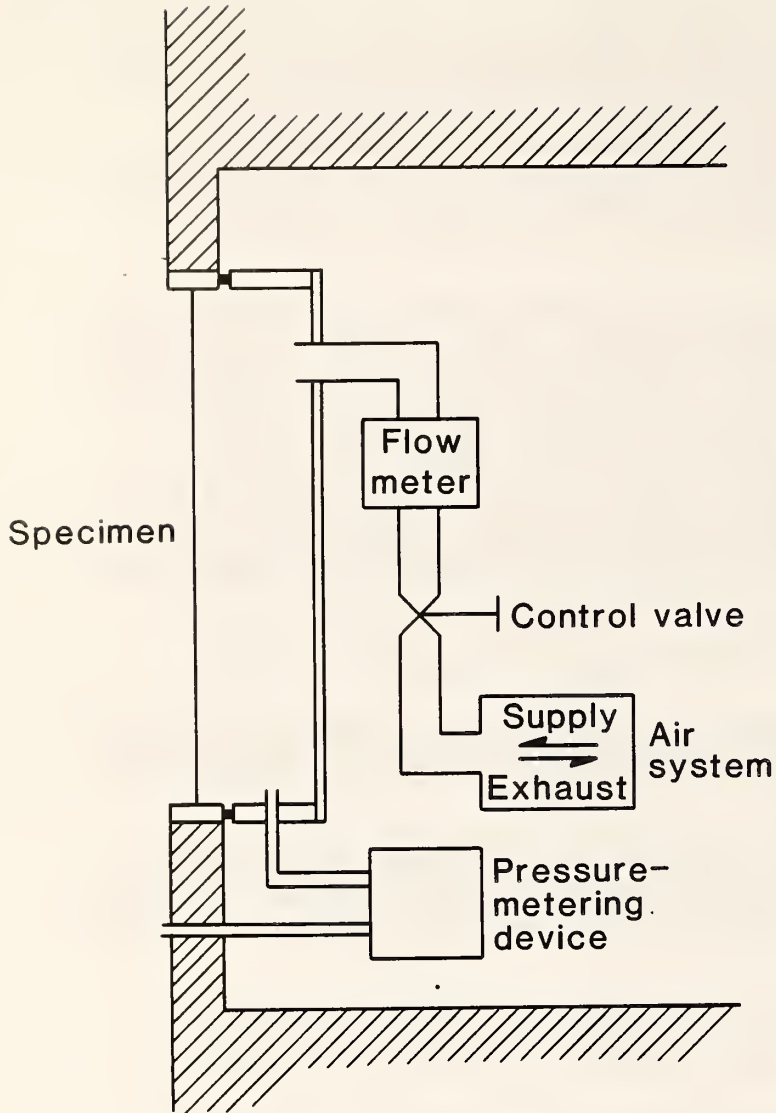 Flow
meter
Specimen
Control valve
Supply
Exhaust
Air
system
Pressure-
metering
device